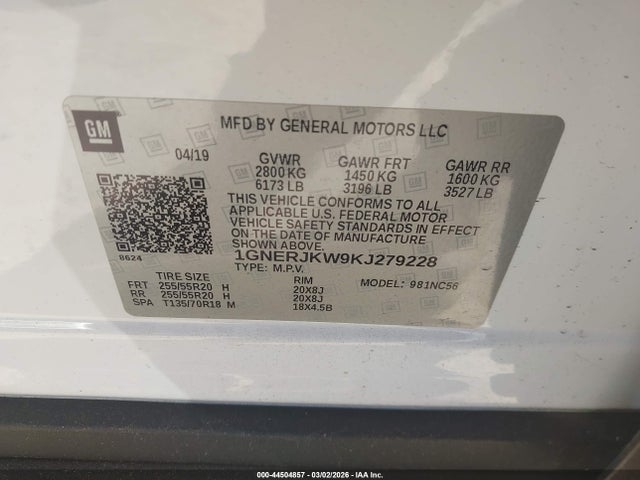 GM
MFD BY GENERAL MOTORS LLC
04/19 GVWR GAWR FRT GAWR RR
2800 KG 1450 KG 1600 KG
6173 LB 3196 LB 3527 LB
THIS VEHICLE CONFORMS TO ALL
APPLICABLE U.S. FEDERAL MOTOR
VEHICLE SAFETY STANDARDS IN EFFECT
ON THE DATE OF MANUFACTURE
SHOWN ABOVE.
8624
1GNERJKW9KJ279228
TYPE: M.P.V.
TIRE SIZE RIM MODEL: 981NC56
FRT 255/55R20 H 20X8J
RR 255/55R20 H 20X8J
SPA T135/70R18 M 18X4.5B
000-44504857 | 03/02/2026 | IAA Inc.